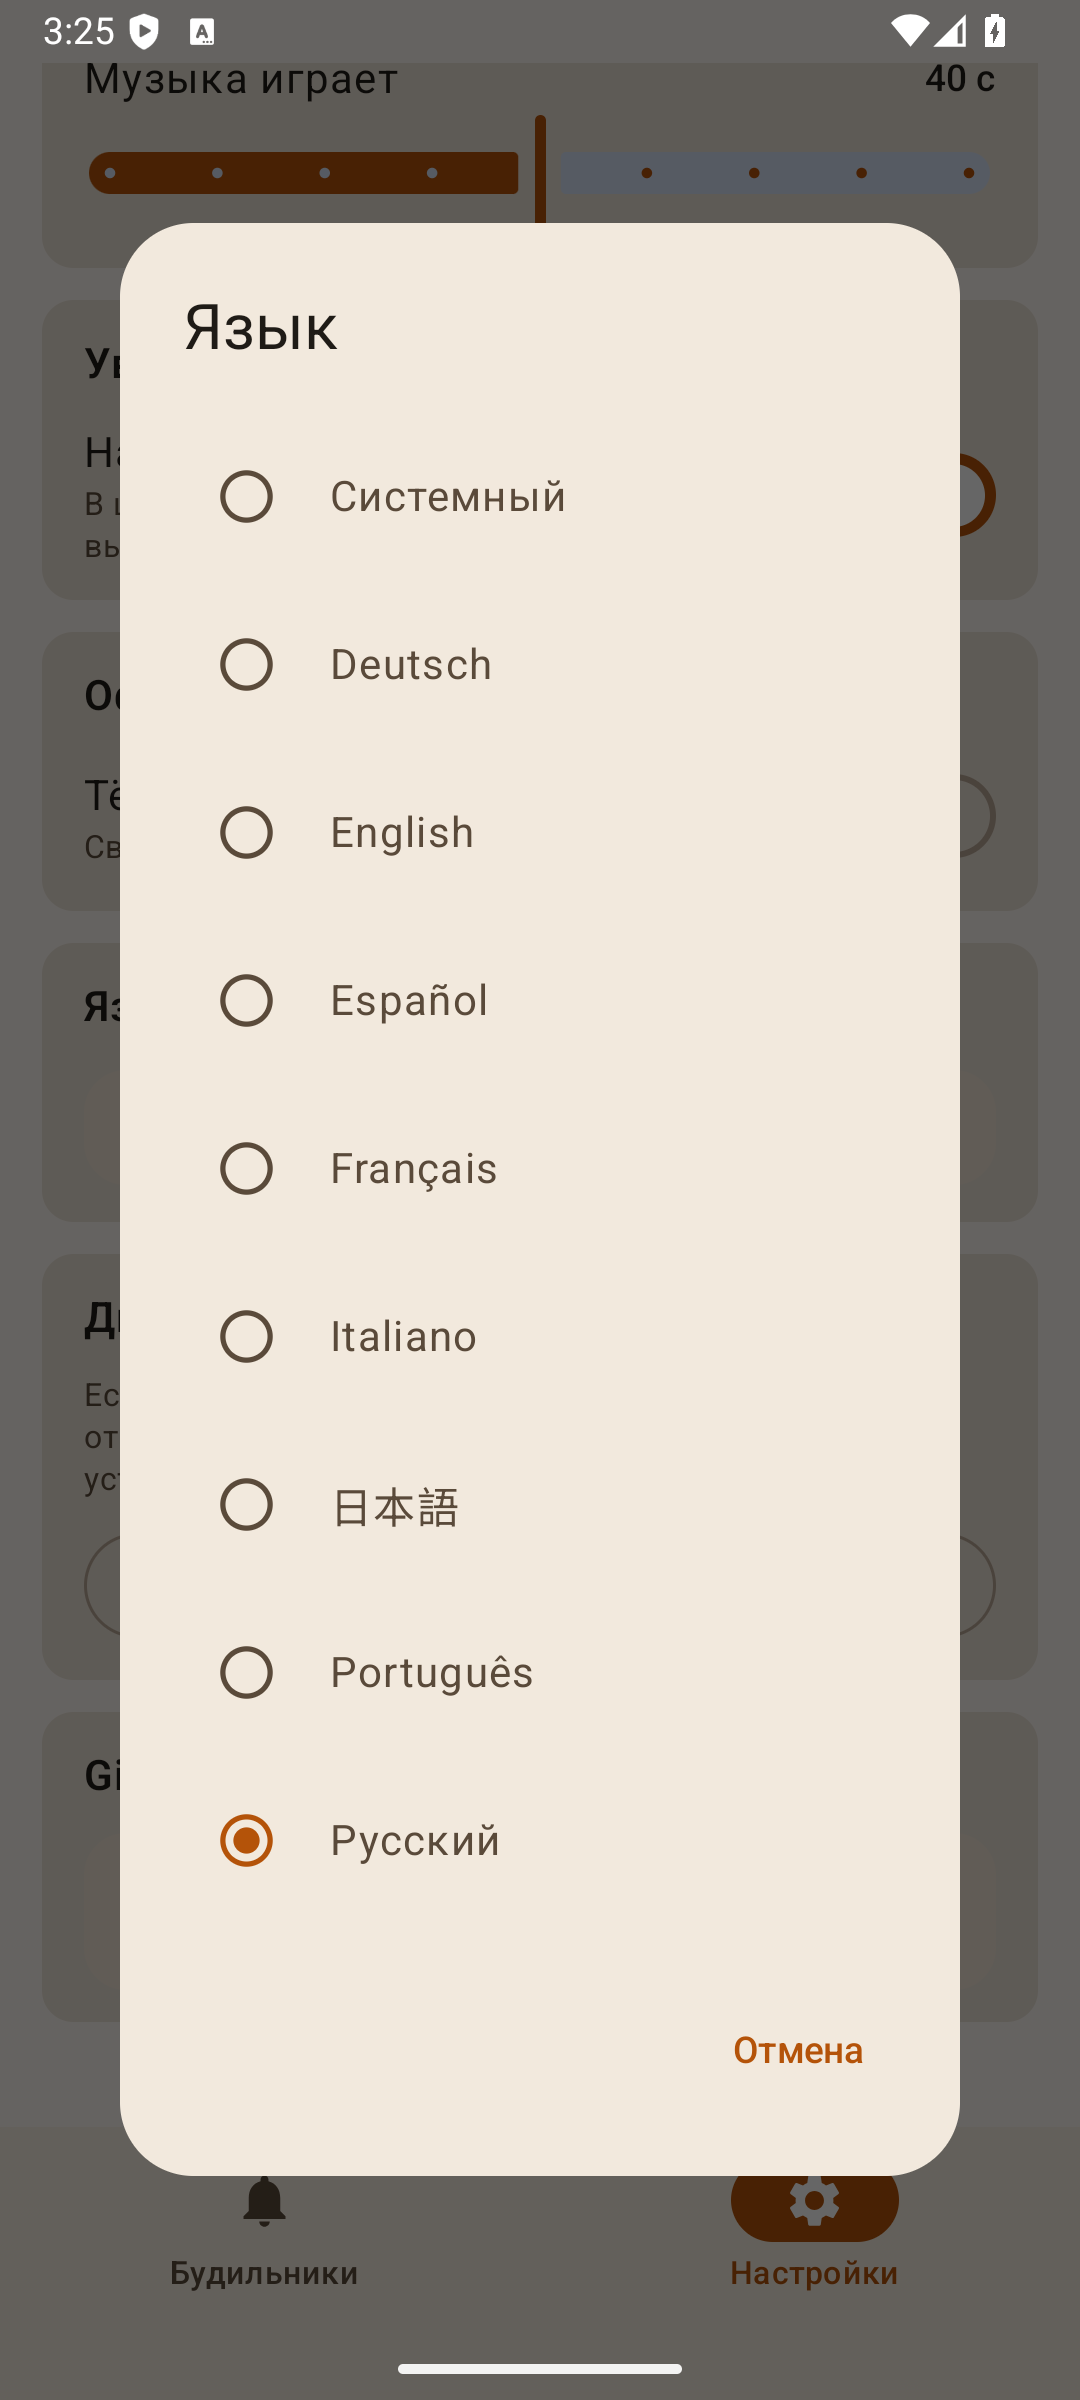 3:25
Музыка играет
40 с
Язык
Системный
Deutsch
English
Español
Français
Italiano
日本語
Português
Русский
Отмена
Будильники
Настройки